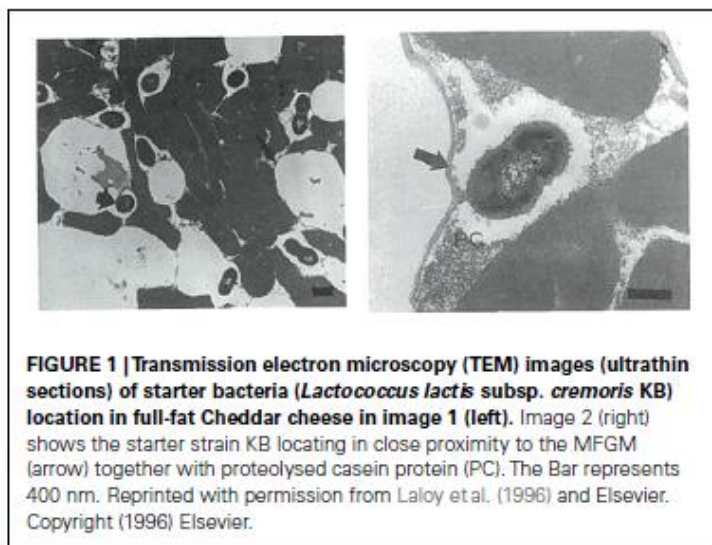 PC
FIGURE 1 | Transmission electron microscopy (TEM) images (ultrathin
sections) of starter bacteria (Lactococcus lactis subsp. cremoris KB)
location in full-fat Cheddar cheese in image 1 (left). Image 2 (right)
shows the starter strain KB locating in close proximity to the MFGM
(arrow) together with proteolysed casein protein (PC). The Bar represents
400 nm. Reprinted with permission from Laloy et al. (1996) and Elsevier.
Copyright (1996) Elsevier.